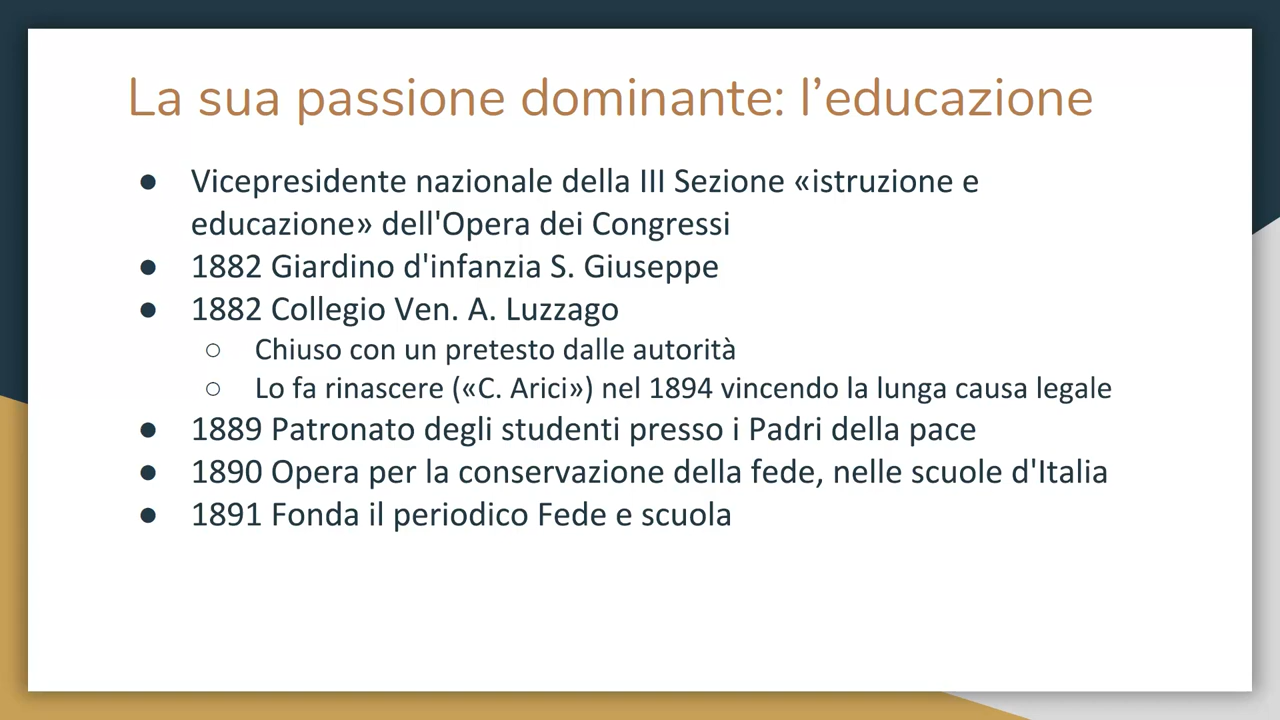 La sua passione dominante: l’educazione
● Vicepresidente nazionale della III Sezione «istruzione e
educazione» dell'Opera dei Congressi
● 1882 Giardino d'infanzia S. Giuseppe
● 1882 Collegio Ven. A. Luzzago
○ Chiuso con un pretesto dalle autorità
○ Lo fa rinascere («C. Arici») nel 1894 vincendo la lunga causa legale
● 1889 Patronato degli studenti presso i Padri della pace
● 1890 Opera per la conservazione della fede, nelle scuole d'Italia
● 1891 Fonda il periodico Fede e scuola